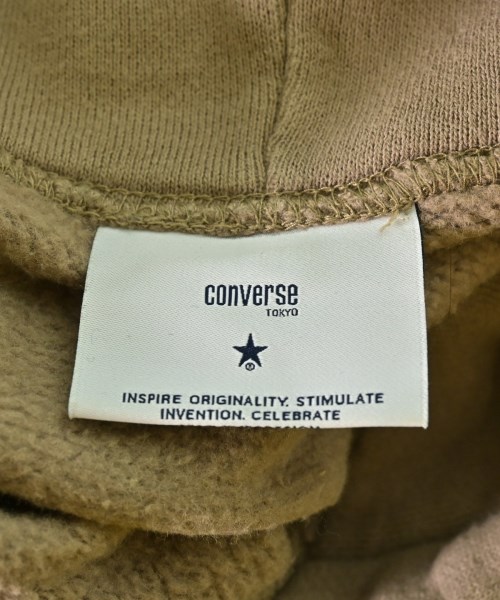 converse
TOKYO
®
INSPIRE ORIGINALITY. STIMULATE
INVENTION. CELEBRATE